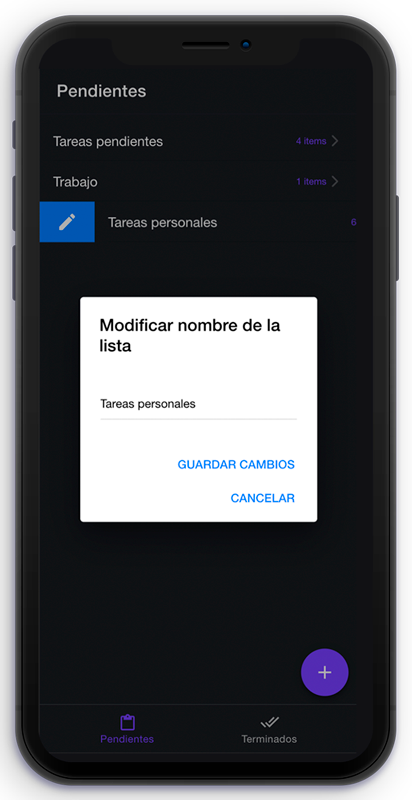 Pendientes
Tareas pendientes 4 items
Trabajo 1 items
Tareas personales 6
Modificar nombre de la
lista
Tareas personales
GUARDAR CAMBIOS
CANCELAR
Pendientes Terminados